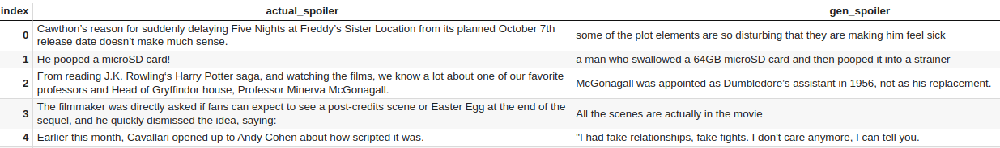 index actual_spoiler gen_spoiler
0 Cawthon’s reason for suddenly delaying Five Nights at Freddy’s Sister Location from its planned October 7th release date doesn’t make much sense. some of the plot elements are so disturbing that they are making him feel sick
1 He pooped a microSD card! a man who swallowed a 64GB microSD card and then pooped it into a strainer
2 From reading J.K. Rowling‘s Harry Potter saga, and watching the films, we know a lot about one of our favorite professors and Head of Gryffindor house, Professor Minerva McGonagall. McGonagall was appointed as Dumbledore’s assistant in 1956, not as his replacement.
3 The filmmaker was directly asked if fans can expect to see a post-credits scene or Easter Egg at the end of the sequel, and he quickly dismissed the idea, saying: All the scenes are actually in the movie
4 Earlier this month, Cavallari opened up to Andy Cohen about how scripted it was. "I had fake relationships, fake fights. I don't care anymore, I can tell you.